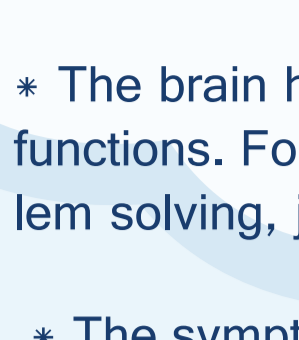 * The brain
functions. Fo
lem solving,
* The sympt